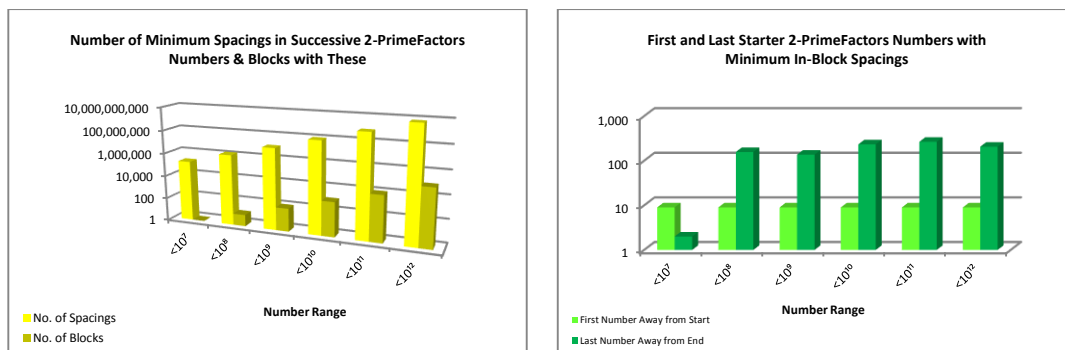 Number of Minimum Spacings in Successive 2-PrimeFactors
Numbers & Blocks with These
10,000,000,000
100,000,000
1,000,000
10,000
100
1
<10⁷
<10⁸
<10⁹
<10¹⁰
<10¹¹
<10¹²
Number Range
No. of Spacings
No. of Blocks
First and Last Starter 2-PrimeFactors Numbers with
Minimum In-Block Spacings
1,000
100
10
1
<10⁷
<10⁸
<10⁹
<10¹⁰
<10¹¹
<10¹²
Number Range
First Number Away from Start
Last Number Away from End